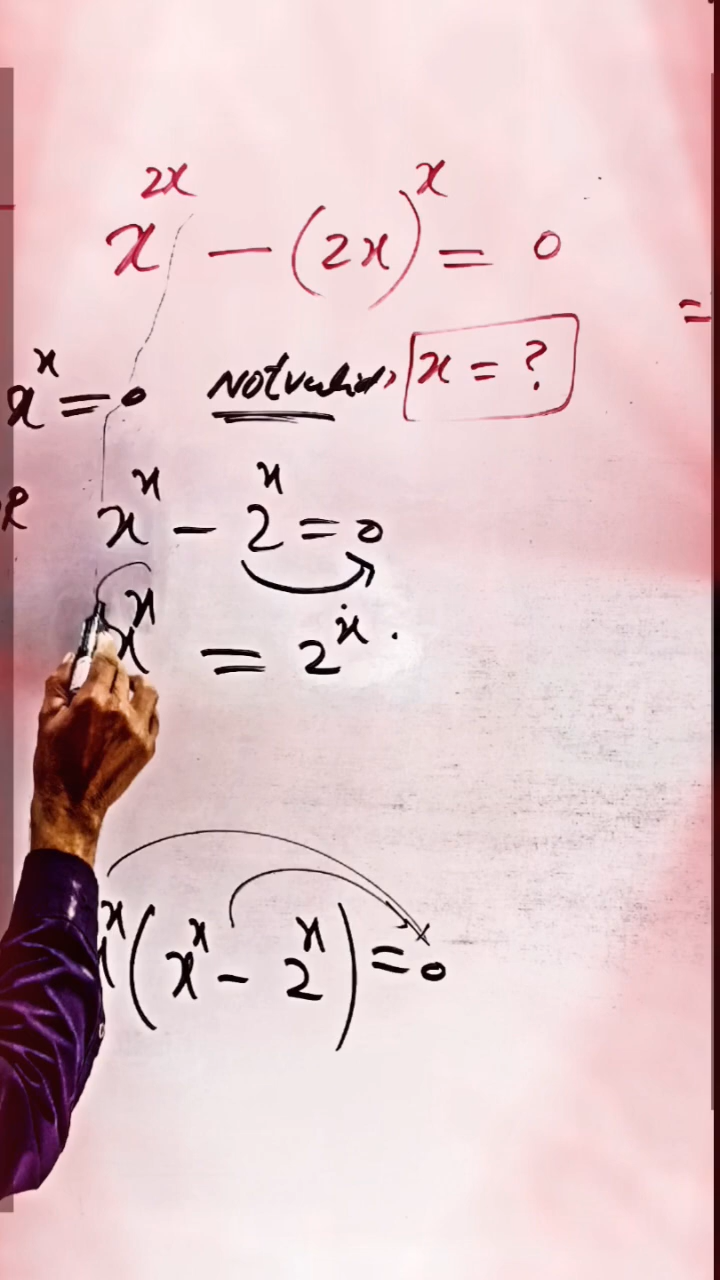 x^{2x} - (2x)^x = 0
=
x^x = 0 Not valid, x = ?
x^x - 2^x = 0
x^x = 2^x.
x^x (x^x - 2^x) = 0